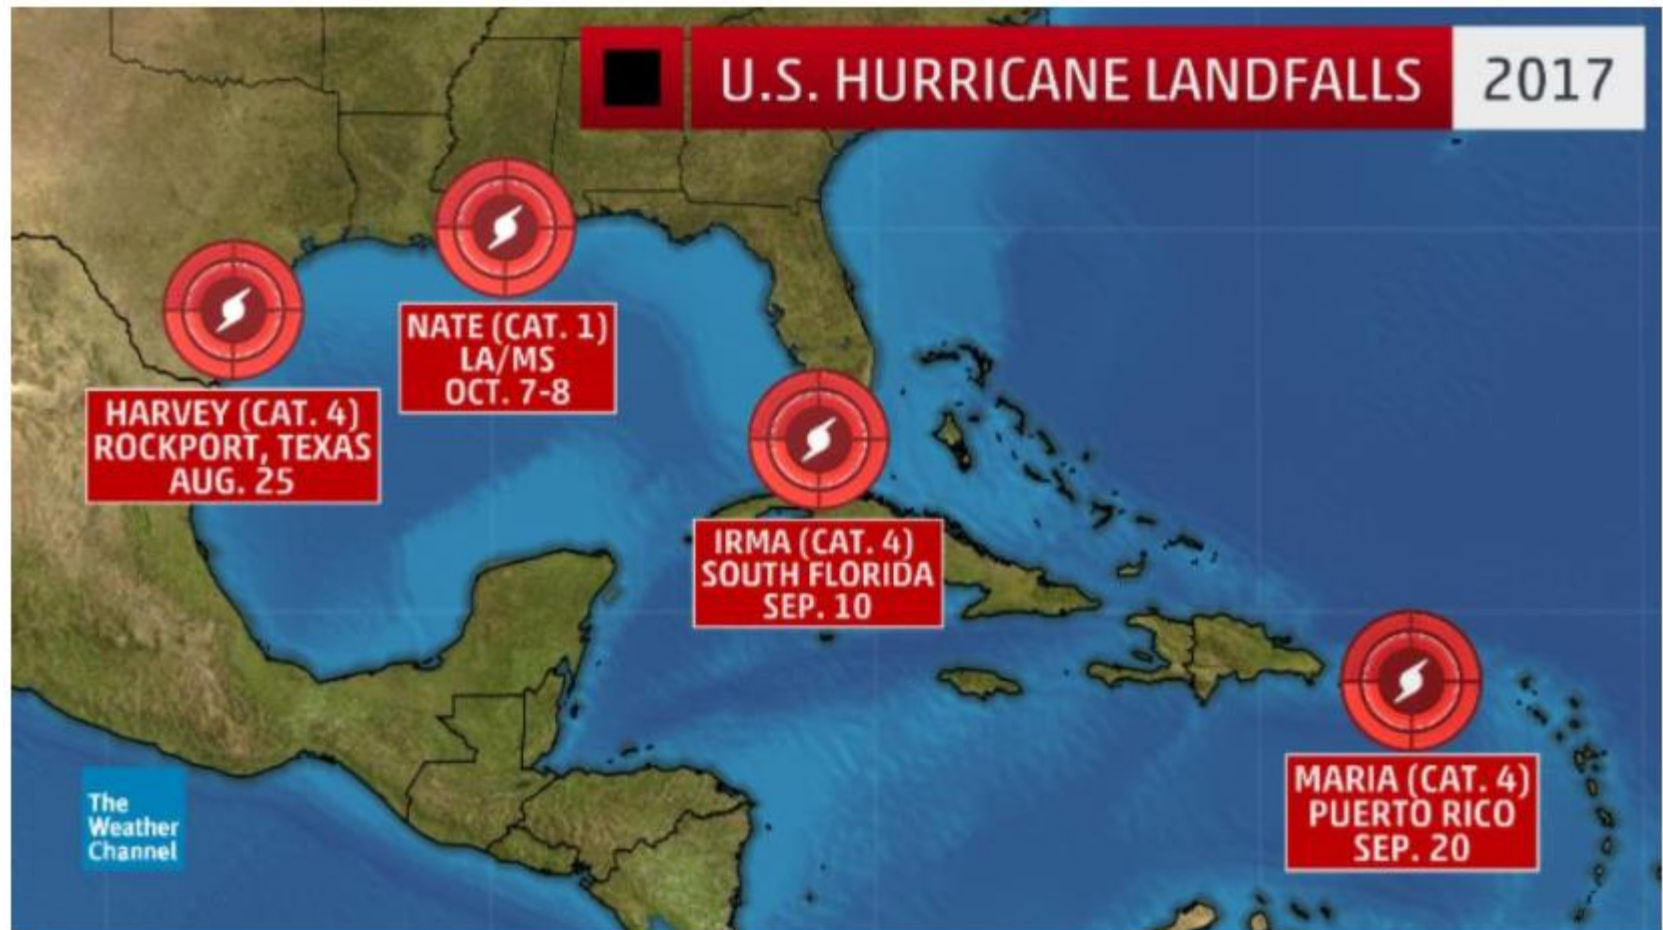 U.S. HURRICANE LANDFALLS 2017
NATE (CAT. 1)
LA/MS
OCT. 7-8
HARVEY (CAT. 4)
ROCKPORT, TEXAS
AUG. 25
IRMA (CAT. 4)
SOUTH FLORIDA
SEP. 10
MARIA (CAT. 4)
PUERTO RICO
SEP. 20
The
Weather
Channel